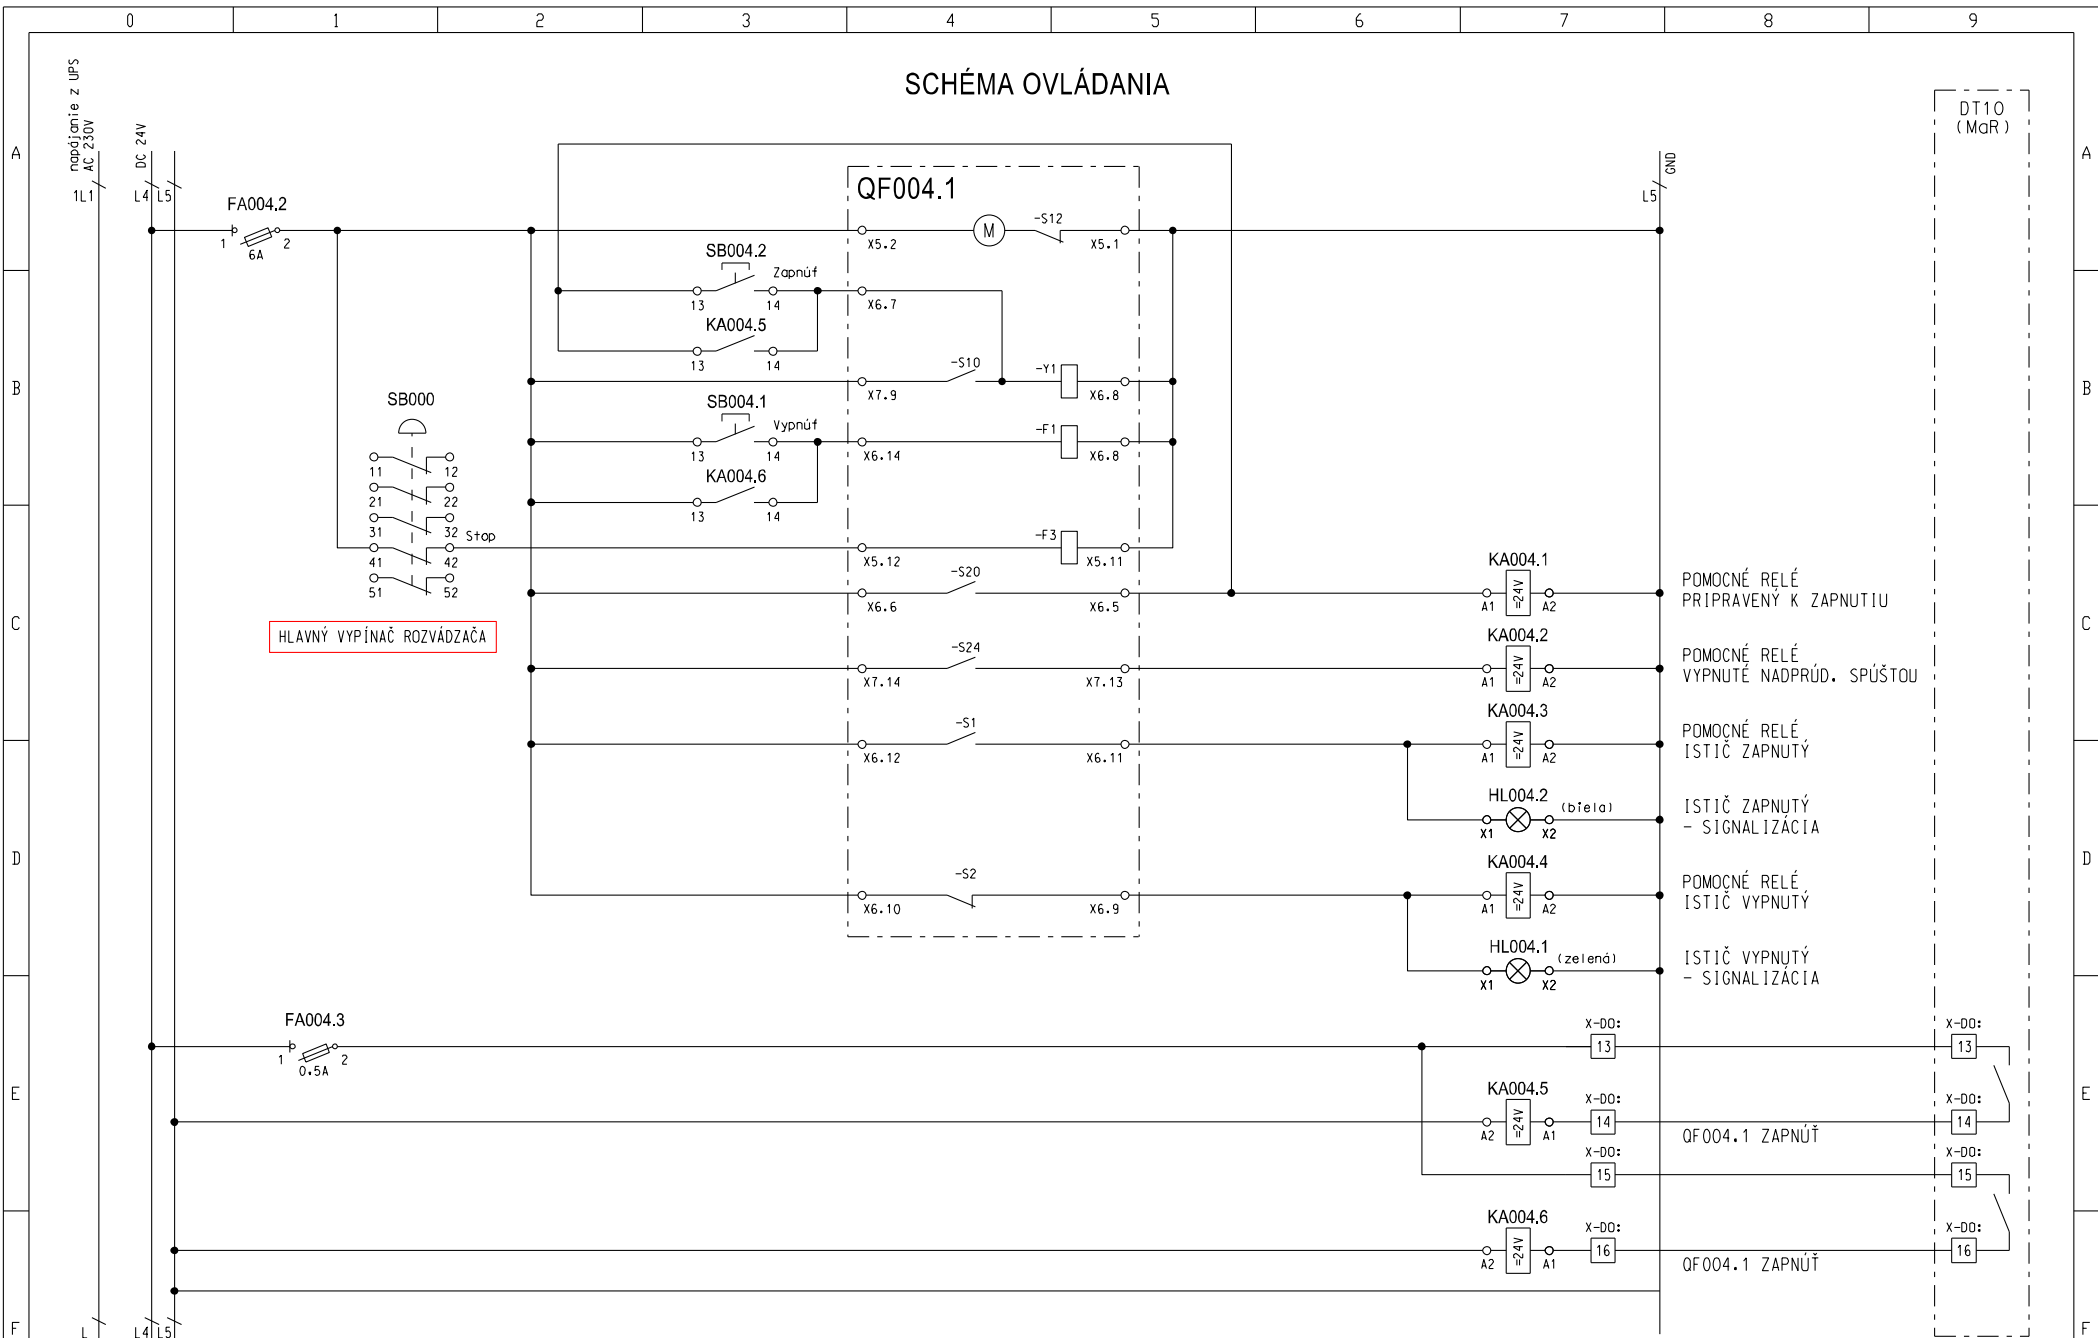 0 1 2 3 4 5 6 7 8 9
SCHÉMA OVLÁDANIA
napájanie z UPS
AC 230V
DC 24V
GND
DT10
(MaR)
A A
1L1 L4 L5 L5
QF004.1
FA004.2
1 2
6A
X5.2 M -S12 X5.1
SB004.2
Zapnúť
13 14 X6.7
KA004.5
13 14
B B
-S10 -Y1
X7.9 X6.8
SB000
SB004.1
Vypnúť
-F1
13 14 X6.14 X6.8
11 12
KA004.6
21 22
13 14
31 32
Stop
-F3
41 42 X5.12 X5.11
51 52
-S20
X6.6 X6.5
KA004.1
A1 =24V A2
POMOCNÉ RELÉ
PRIPRAVENÝ K ZAPNUTIU
C C
HLAVNÝ VYPÍNAČ ROZVÁDZAČA
-S24
X7.14 X7.13
KA004.2
A1 =24V A2
POMOCNÉ RELÉ
VYPNUTÉ NADPRÚD. SPÚŠTOU
-S1
X6.12 X6.11
KA004.3
A1 =24V A2
POMOCNÉ RELÉ
ISTIČ ZAPNUTÝ
HL004.2
(biela)
X1 X2
ISTIČ ZAPNUTÝ
- SIGNALIZÁCIA
D D
-S2
X6.10 X6.9
KA004.4
A1 =24V A2
POMOCNÉ RELÉ
ISTIČ VYPNUTÝ
HL004.1
(zelená)
X1 X2
ISTIČ VYPNUTÝ
- SIGNALIZÁCIA
FA004.3
1 2
0.5A
X-DO: X-DO:
13 13
E E
KA004.5
A2 =24V A1
X-DO: X-DO:
14 14
QF004.1 ZAPNÚŤ
X-DO: X-DO:
15 15
KA004.6
A2 =24V A1
X-DO: X-DO:
16 16
QF004.1 ZAPNÚŤ
F F
L L4 L5